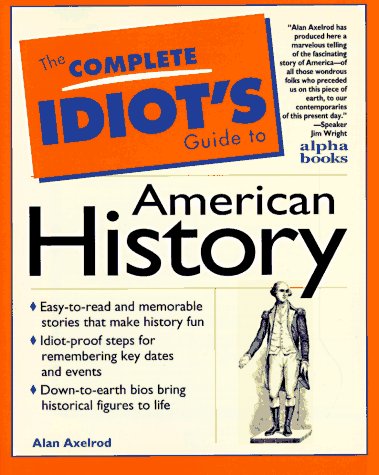 The COMPLETE
IDIOT'S
Guide to
"Alan Axelrod has
produced here a
marvelous telling of
the fascinating
story of America—of
all those wondrous
folks who preceded
us on this piece of
earth, to our
contemporaries
of this present day."
—Speaker
Jim Wright
alpha
books
American
History
Easy-to-read and memorable
stories that make history fun
Idiot-proof steps for
remembering key dates
and events
Down-to-earth bios bring
historical figures to life
Alan Axelrod